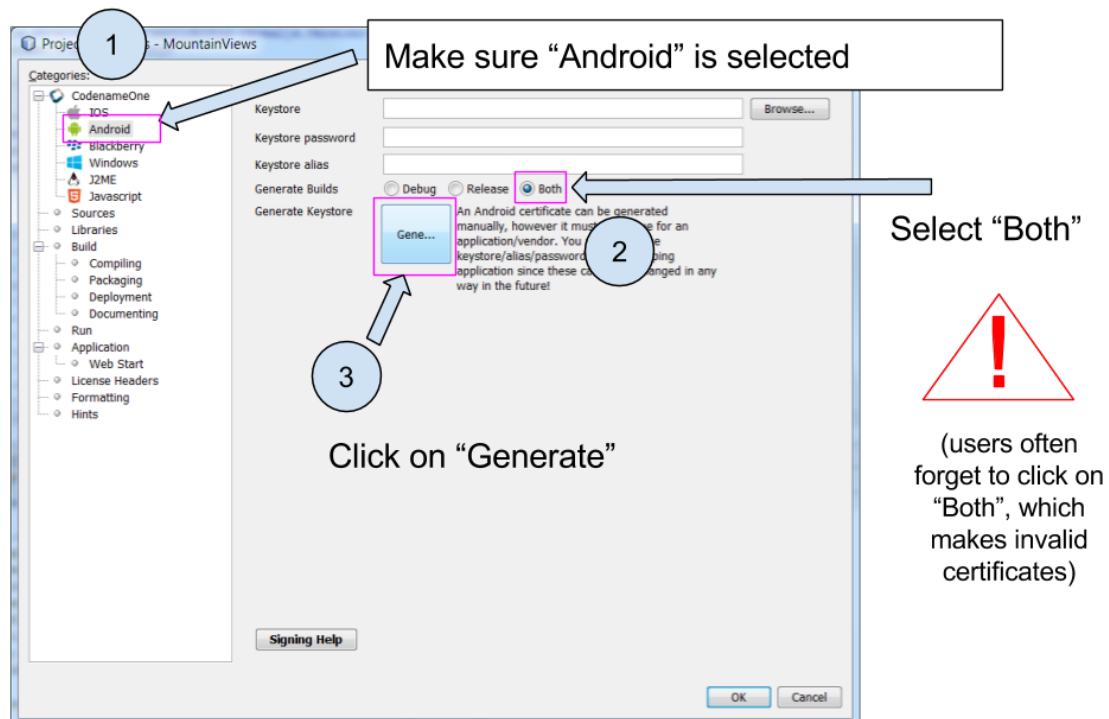 1
Projec s - MountainViews
Make sure “Android” is selected
Categories:
CodenameOne
IOS
Android
Blackberry
Windows
J2ME
Javascript
Sources
Libraries
Build
Compiling
Packaging
Deployment
Documenting
Run
Application
Web Start
License Headers
Formatting
Hints
Keystore
Browse...
Keystore password
Keystore alias
Generate Builds
Debug
Release
Both
Generate Keystore
Gene...
An Android certificate can be generated
manually, however it must for an
application/vendor. You
keystore/alias/password
application since these in any
way in the future!
2
Select “Both”
3
Click on “Generate”
!
(users often
forget to click on
“Both”, which
makes invalid
certificates)
Signing Help
OK
Cancel